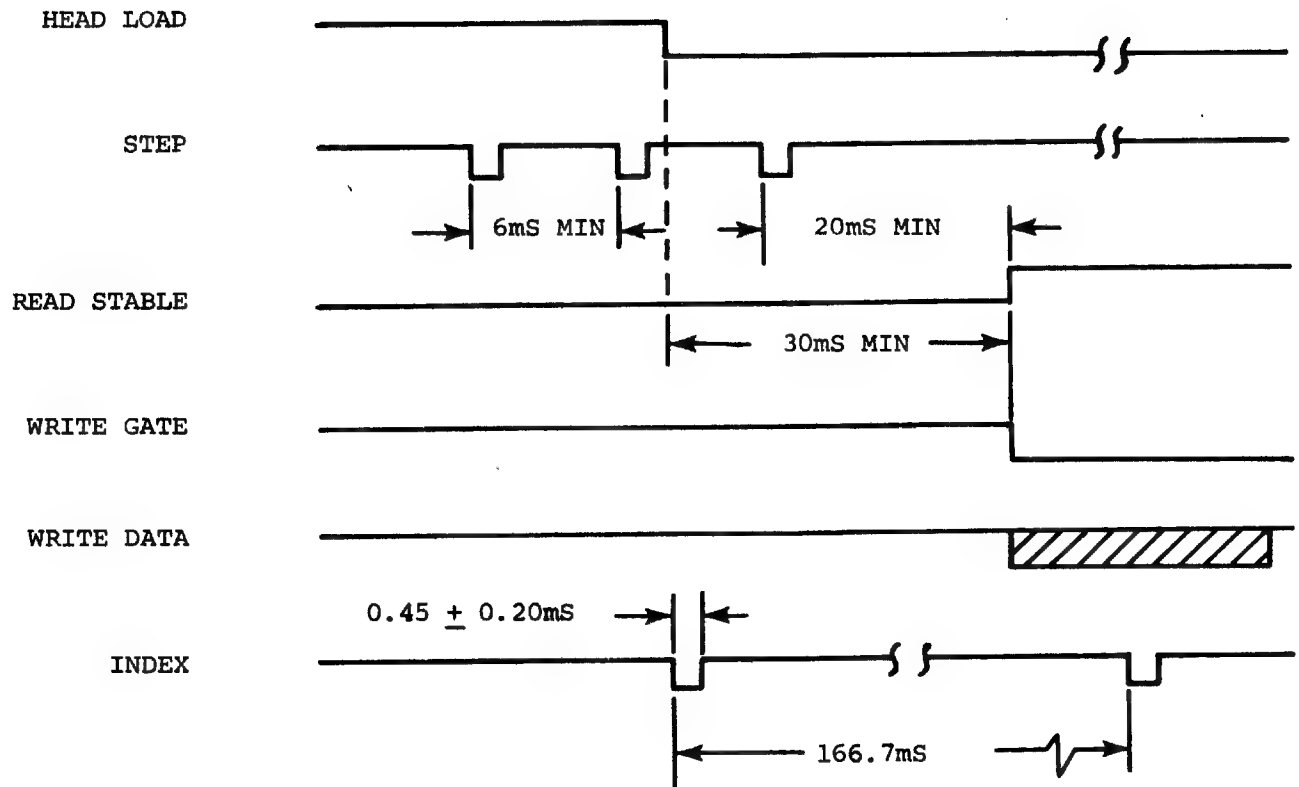 HEAD LOAD
STEP
6mS MIN
20mS MIN
READ STABLE
30mS MIN
WRITE GATE
WRITE DATA
0.45 ± 0.20mS
INDEX
166.7mS